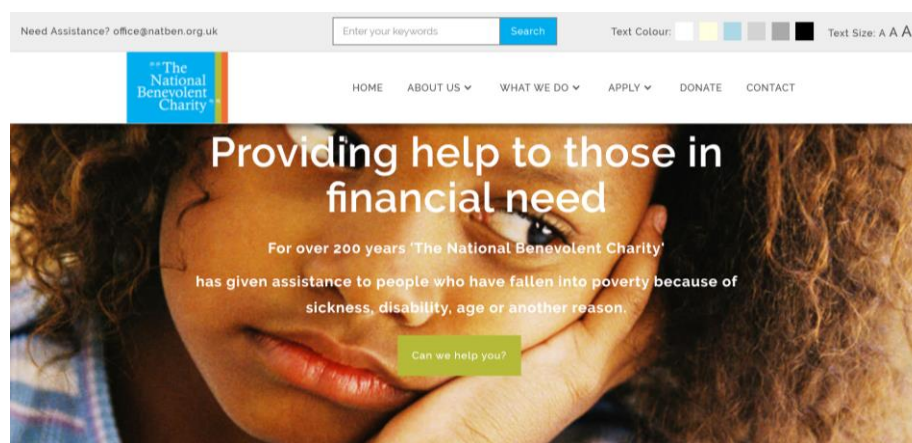 Need Assistance? office@natben.org.uk
Enter your keywords
Search
Text Colour:
Text Size: A A A
""The
National
Benevolent
Charity""
HOME ABOUT US WHAT WE DO APPLY DONATE CONTACT
Providing help to those in
financial need
For over 200 years 'The National Benevolent Charity'
has given assistance to people who have fallen into poverty because of
sickness, disability, age or another reason.
Can we help you?